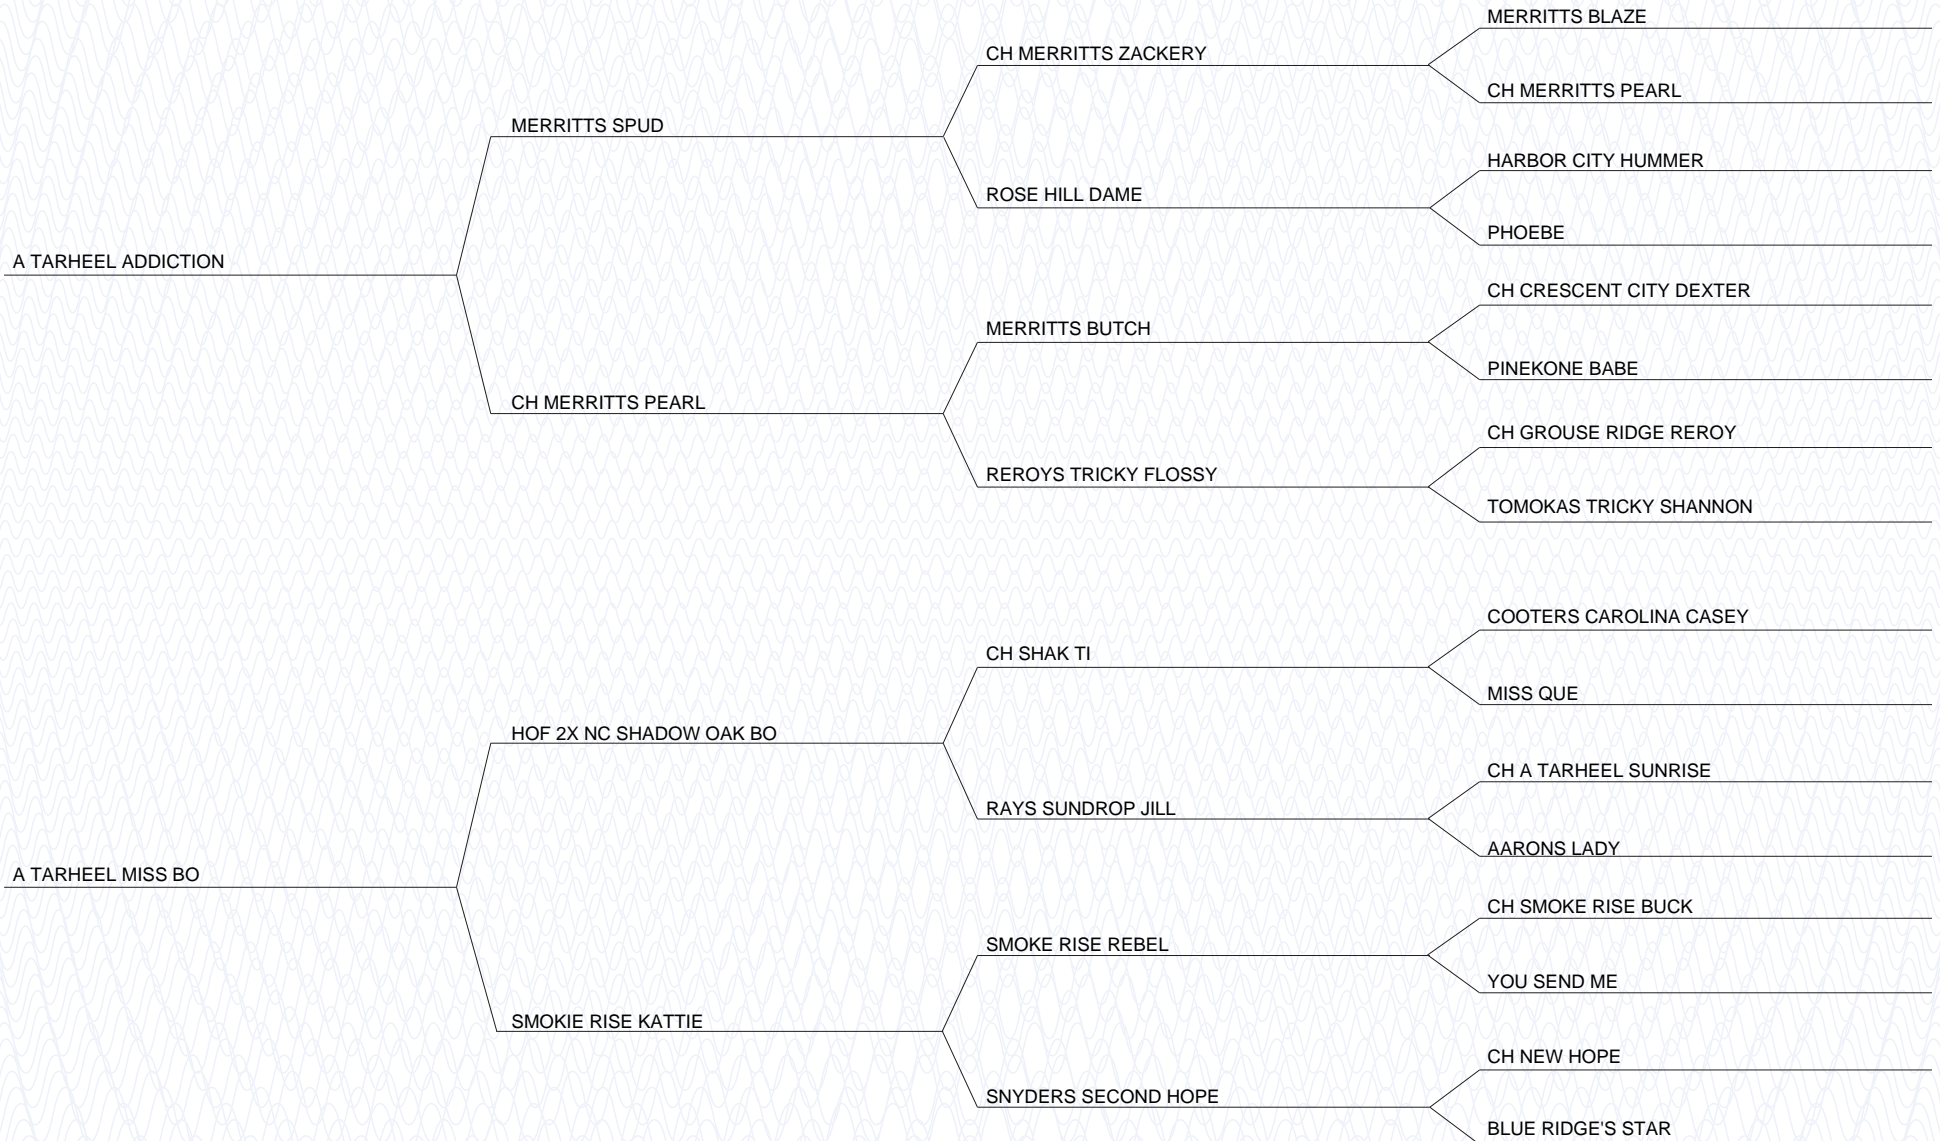 MERRITTS BLAZE
CH MERRITTS ZACKERY
CH MERRITTS PEARL
MERRITTS SPUD
HARBOR CITY HUMMER
ROSE HILL DAME
PHOEBE
A TARHEEL ADDICTION
CH CRESCENT CITY DEXTER
MERRITTS BUTCH
PINEKONE BABE
CH MERRITTS PEARL
CH GROUSE RIDGE REROY
REROYS TRICKY FLOSSY
TOMOKAS TRICKY SHANNON
COOTERS CAROLINA CASEY
CH SHAK TI
MISS QUE
HOF 2X NC SHADOW OAK BO
CH A TARHEEL SUNRISE
RAYS SUNDROP JILL
AARONS LADY
A TARHEEL MISS BO
CH SMOKE RISE BUCK
SMOKE RISE REBEL
YOU SEND ME
SMOKIE RISE KATTIE
CH NEW HOPE
SNYDERS SECOND HOPE
BLUE RIDGE'S STAR